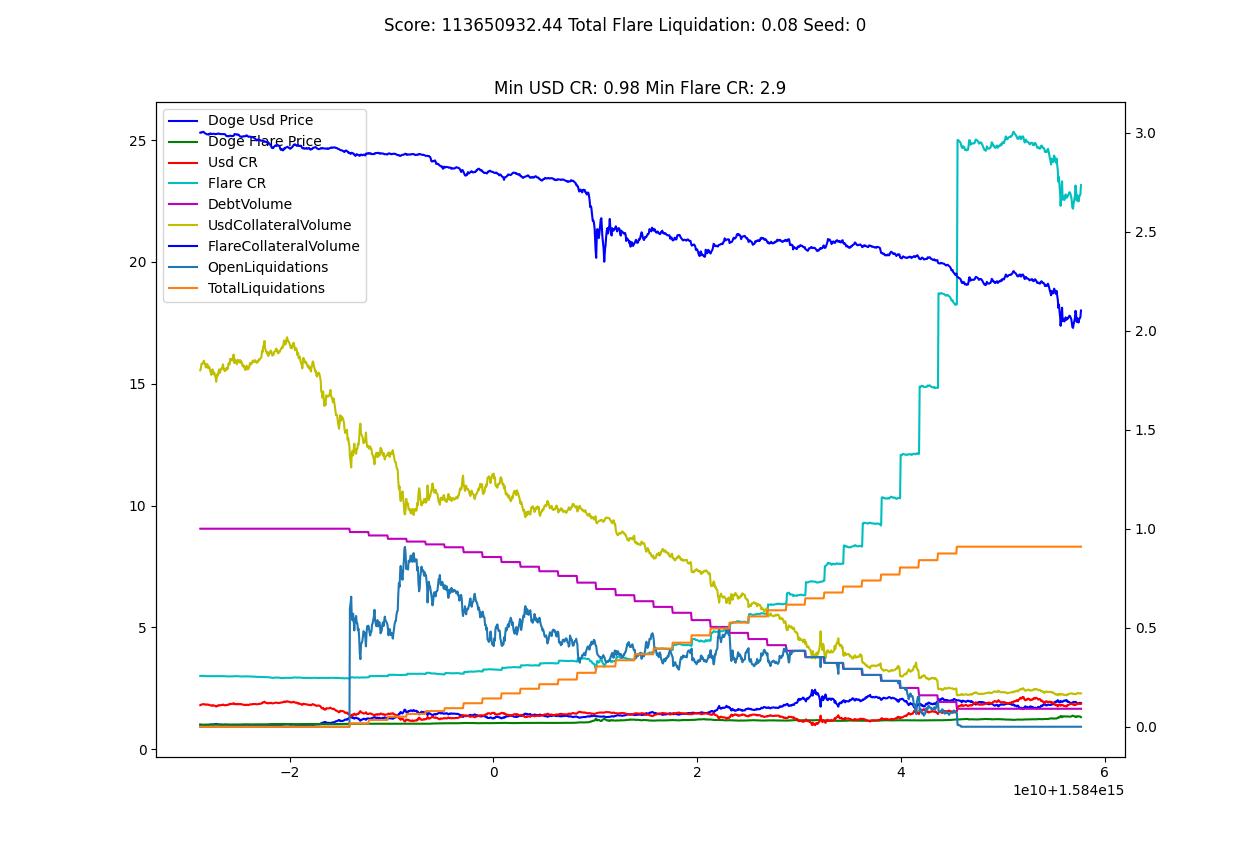 Score: 113650932.44 Total Flare Liquidation: 0.08 Seed: 0
Min USD CR: 0.98 Min Flare CR: 2.9
Doge Usd Price
Doge Flare Price
Usd CR
Flare CR
DebtVolume
UsdCollateralVolume
FlareCollateralVolume
OpenLiquidations
TotalLiquidations
25
20
15
10
5
0
3.0
2.5
2.0
1.5
1.0
0.5
0.0
−2
0
2
4
6
1e10+1.584e15